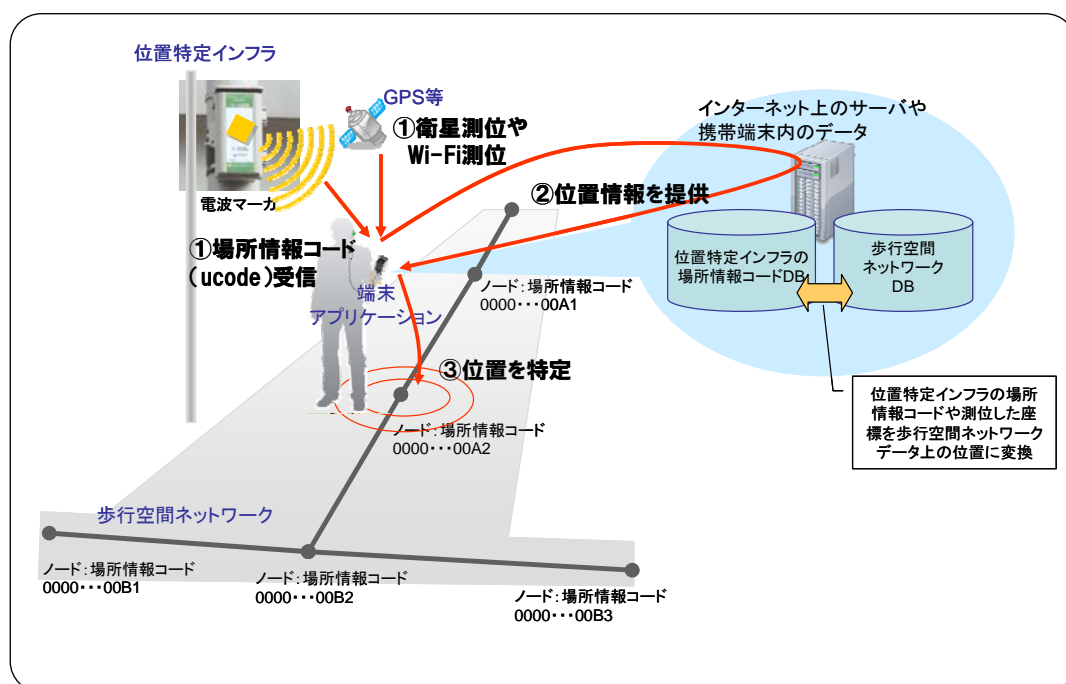 位置特定インフラ
GPS等
①衛星測位や
Wi-Fi測位
電波マーカ
①場所情報コード
(ucode)受信
端末
アプリケーション
②位置情報を提供
インターネット上のサーバや
携帯端末内のデータ
位置特定インフラの
場所情報コードDB
歩行空間
ネットワーク
DB
ノード:場所情報コード
0000・・・00A1
③位置を特定
ノード:場所情報コード
0000・・・00A2
位置特定インフラの場所
情報コードや測位した座
標を歩行空間ネットワーク
データ上の位置に変換
歩行空間ネットワーク
ノード:場所情報コード
0000・・・00B1
ノード:場所情報コード
0000・・・00B2
ノード:場所情報コード
0000・・・00B3